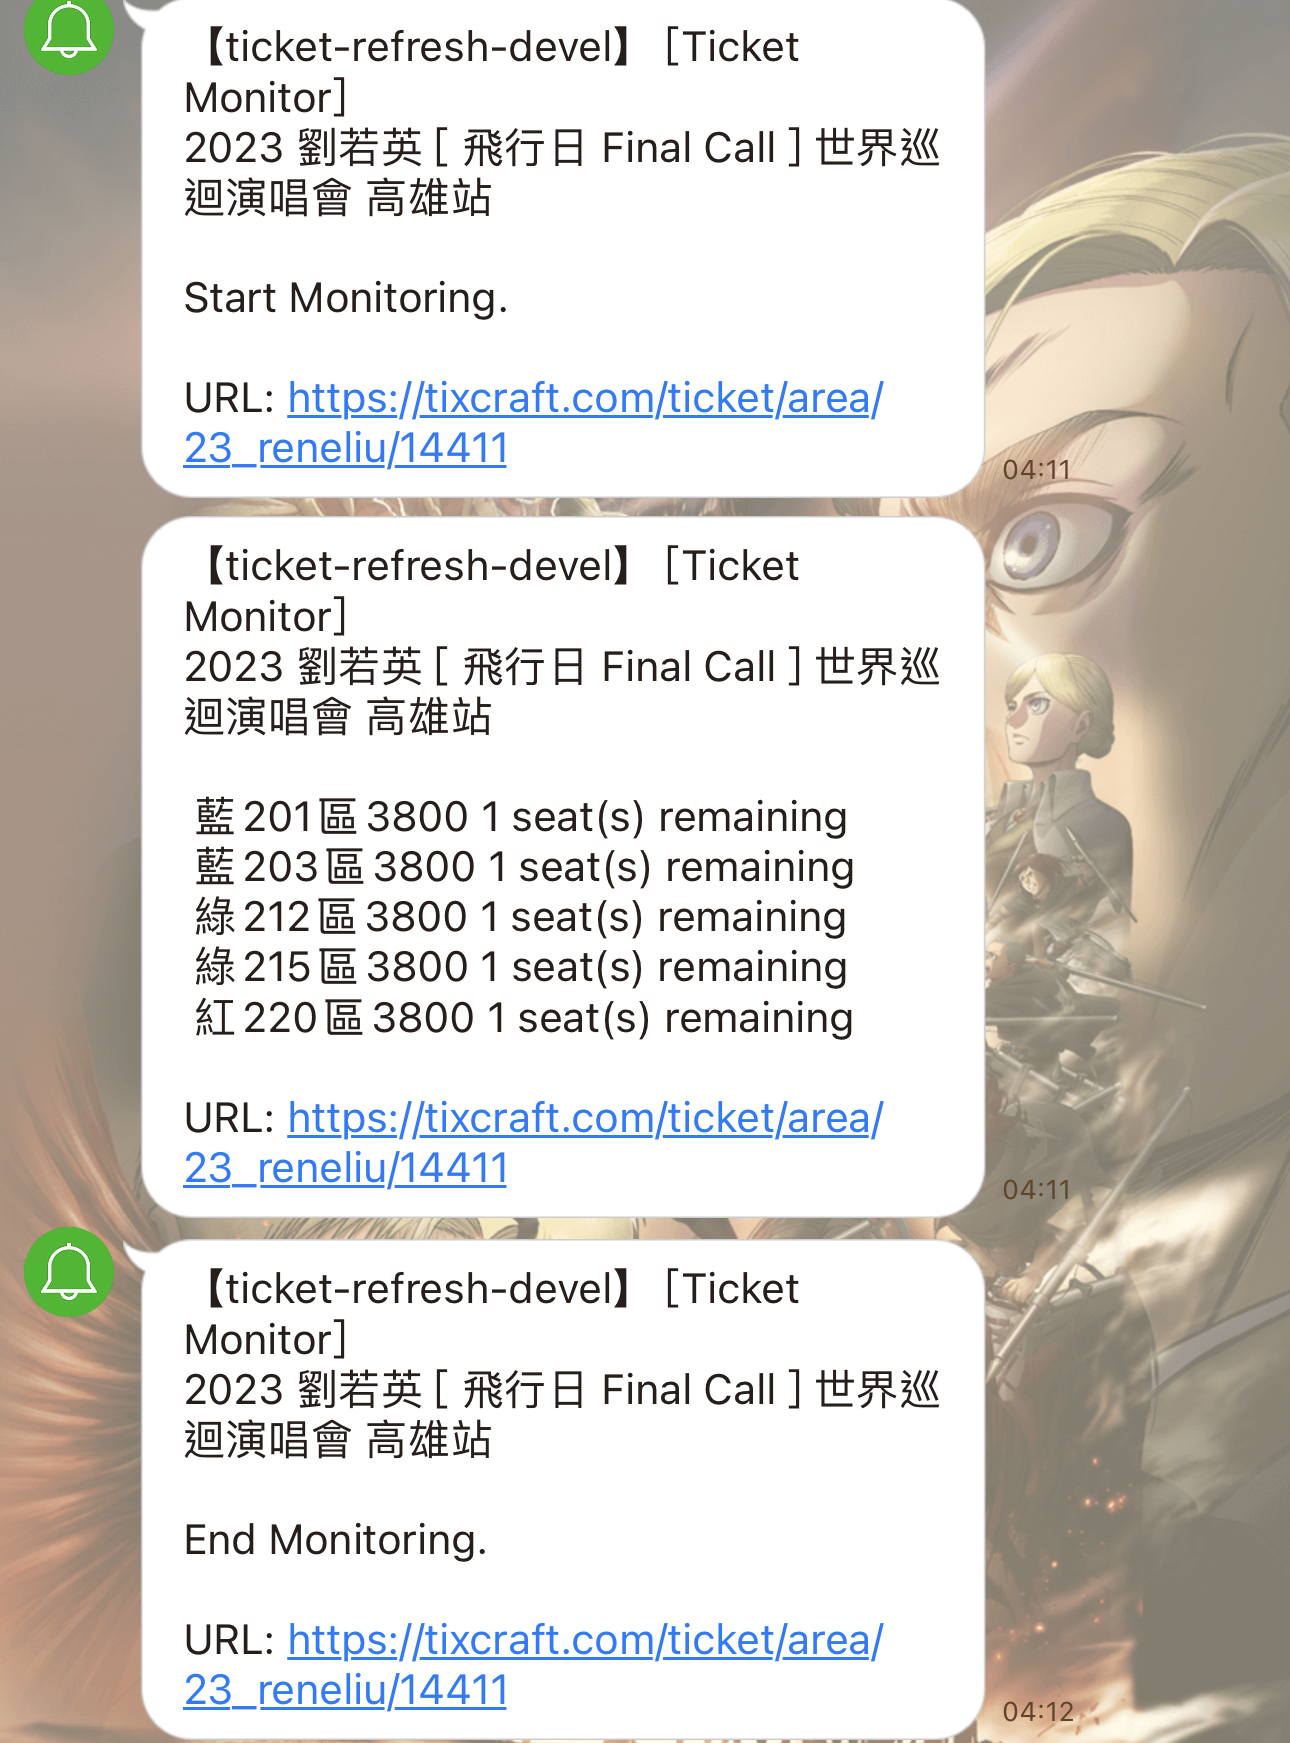 【ticket-refresh-devel】 [Ticket
Monitor]
2023 劉若英 [ 飛行日 Final Call ] 世界巡
迴演唱會 高雄站
Start Monitoring.
URL: https://tixcraft.com/ticket/area/
23_reneliu/14411
04:11
【ticket-refresh-devel】 [Ticket
Monitor]
2023 劉若英 [ 飛行日 Final Call ] 世界巡
迴演唱會 高雄站
藍201區3800 1 seat(s) remaining
藍203區3800 1 seat(s) remaining
綠212區3800 1 seat(s) remaining
綠215區3800 1 seat(s) remaining
紅220區3800 1 seat(s) remaining
URL: https://tixcraft.com/ticket/area/
23_reneliu/14411
04:11
【ticket-refresh-devel】 [Ticket
Monitor]
2023 劉若英 [ 飛行日 Final Call ] 世界巡
迴演唱會 高雄站
End Monitoring.
URL: https://tixcraft.com/ticket/area/
23_reneliu/14411
04:12